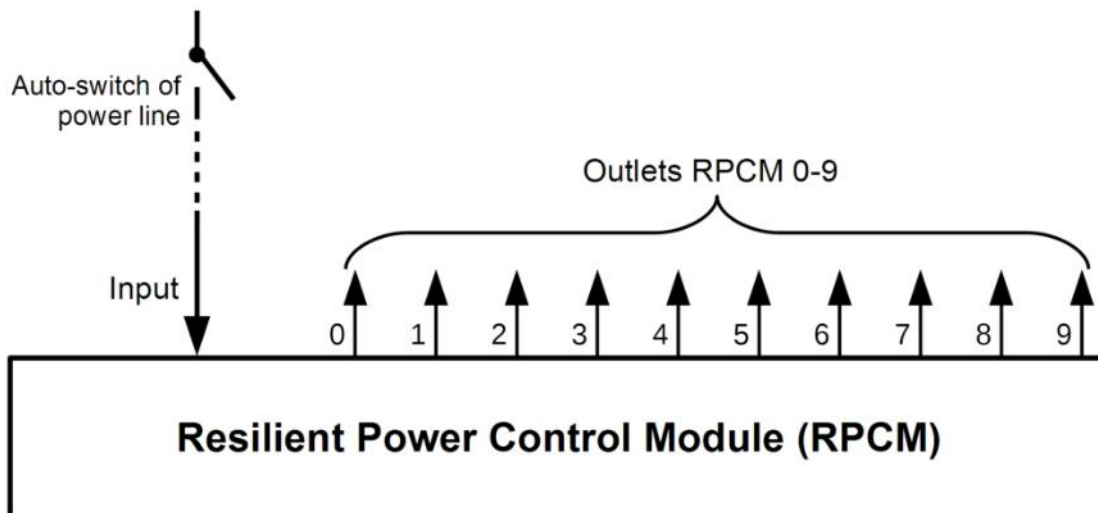 Auto-switch of
power line
Outlets RPCM 0-9
Input
0 1 2 3 4 5 6 7 8 9
Resilient Power Control Module (RPCM)